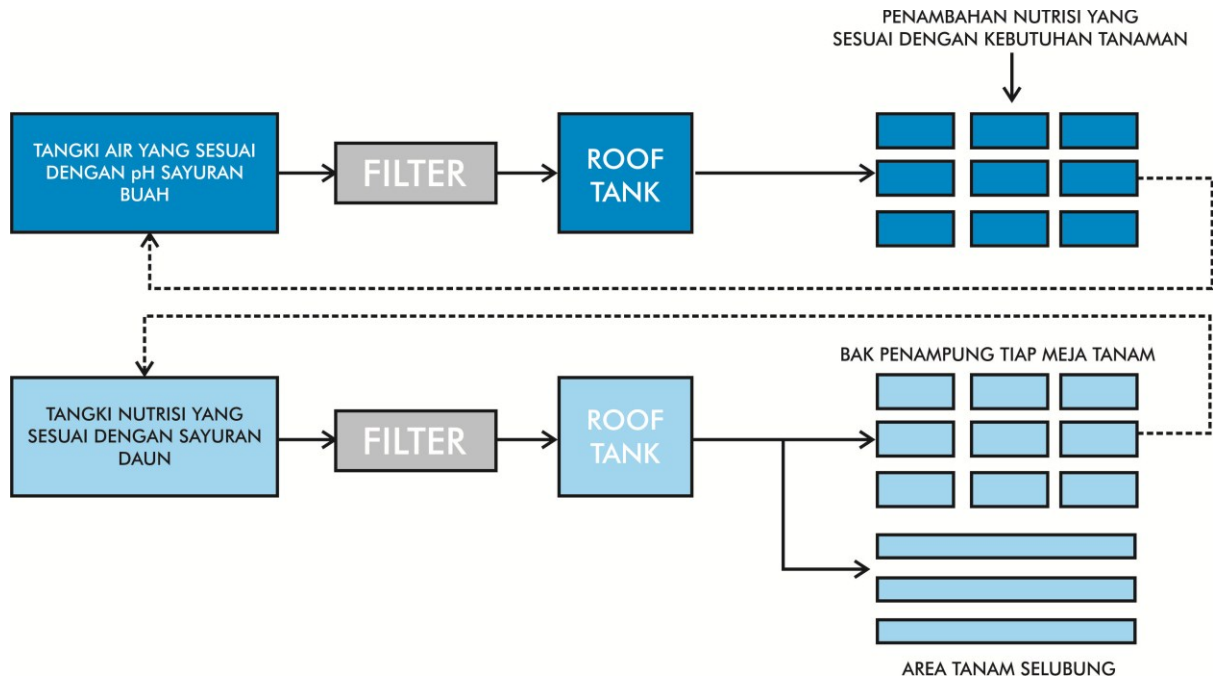 PENAMBAHAN NUTRISI YANG
SESUAI DENGAN KEBUTUHAN TANAMAN
TANGKI AIR YANG SESUAI
DENGAN pH SAYURAN
BUAH
FILTER
ROOF
TANK
BAK PENAMPUNG TIAP MEJA TANAM
TANGKI NUTRISI YANG
SESUAI DENGAN SAYURAN
DAUN
FILTER
ROOF
TANK
AREA TANAM SELUBUNG